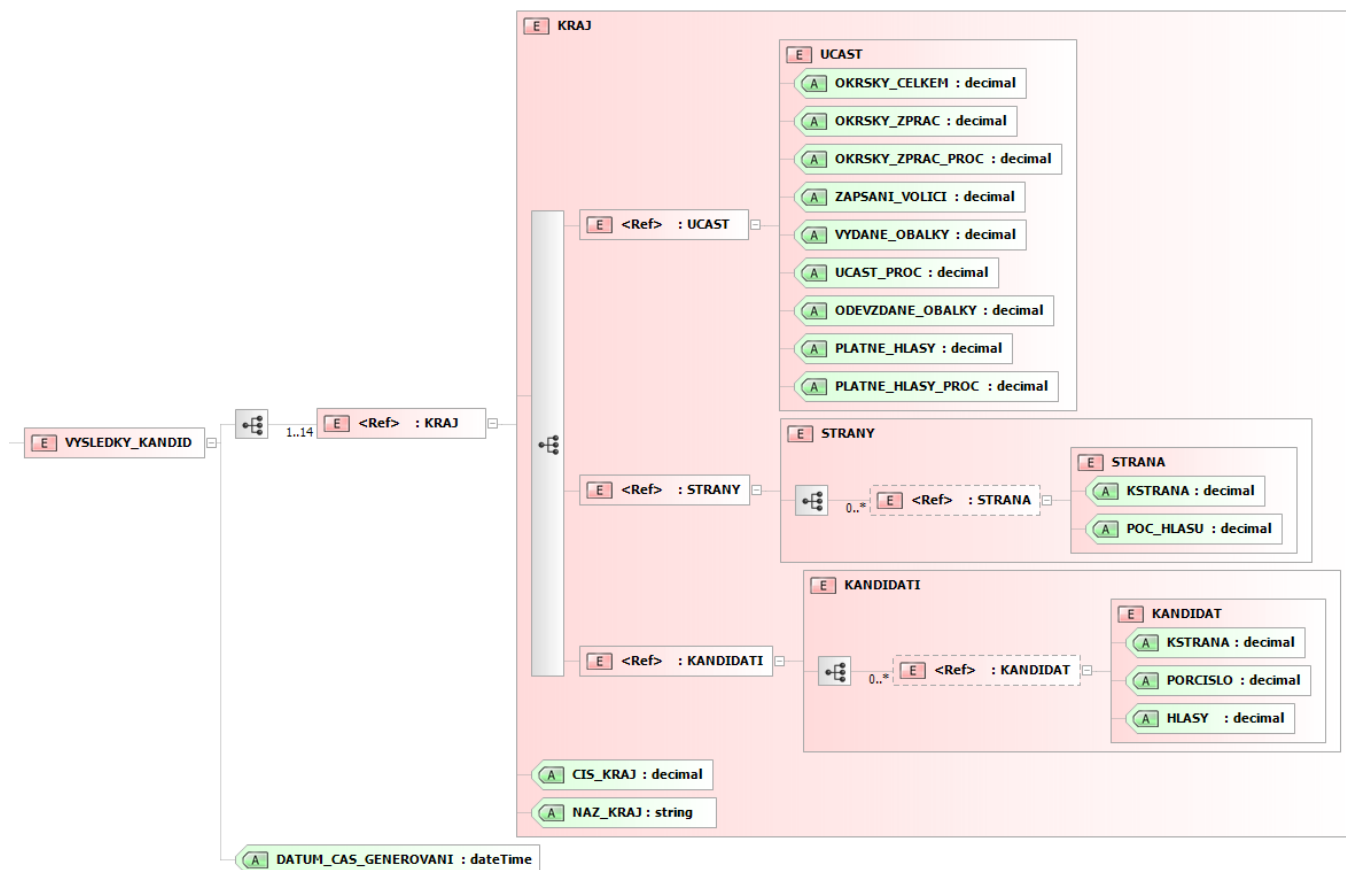 E KRAJ
E UCAST
A OKRSKY_CELKEM : decimal
A OKRSKY_ZPRAC : decimal
A OKRSKY_ZPRAC_PROC : decimal
A ZAPSANI_VOLICI : decimal
E <Ref> : UCAST
A VYDANE_OBALKY : decimal
A UCAST_PROC : decimal
A ODEVZDANE_OBALKY : decimal
A PLATNE_HLASY : decimal
A PLATNE_HLASY_PROC : decimal
E VYSLEDKY_KANDID
1..14
E <Ref> : KRAJ
E STRANY
E STRANA
E <Ref> : STRANY
0..*
E <Ref> : STRANA
A KSTRANA : decimal
A POC_HLASU : decimal
E KANDIDATI
E KANDIDAT
E <Ref> : KANDIDATI
0..*
E <Ref> : KANDIDAT
A KSTRANA : decimal
A PORCISLO : decimal
A HLASY : decimal
A CIS_KRAJ : decimal
A NAZ_KRAJ : string
A DATUM_CAS_GENEROVANI : dateTime